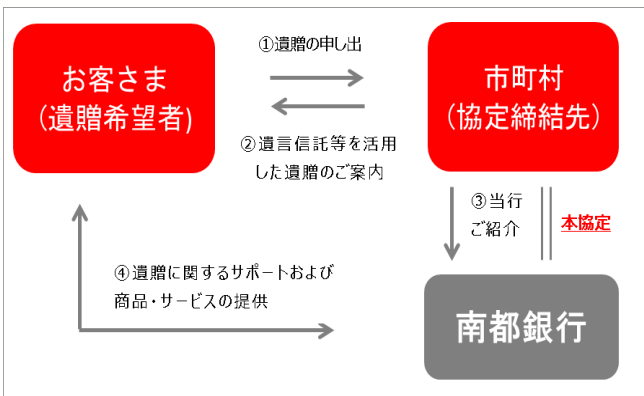 ①遺贈の申し出
お客さま
(遺贈希望者)
市町村
(協定締結先)
②遺言信託等を活用
した遺贈のご案内
③当行
ご紹介
本協定
④遺贈に関するサポートおよび
商品・サービスの提供
南都銀行